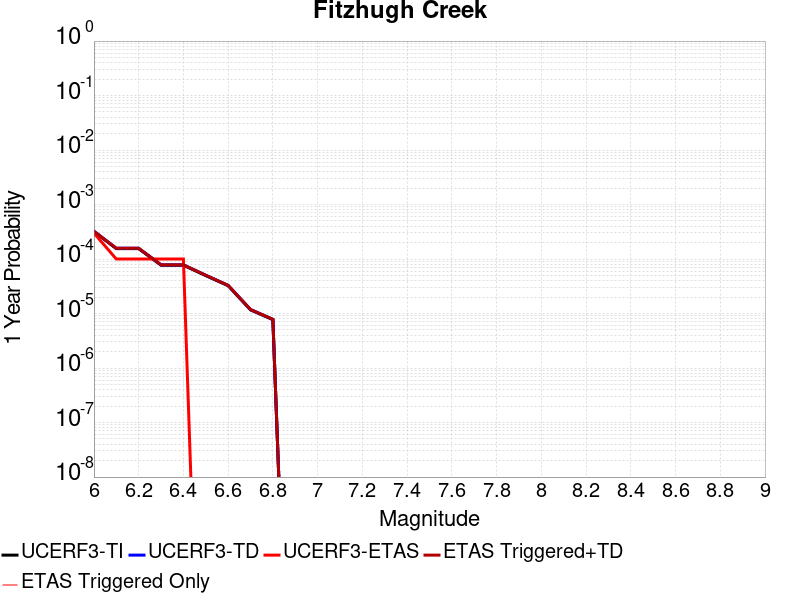 Fitzhugh Creek
10^0
10^-1
10^-2
10^-3
10^-4
10^-5
10^-6
10^-7
10^-8
1 Year Probability
6 6.2 6.4 6.6 6.8 7 7.2 7.4 7.6 7.8 8 8.2 8.4 8.6 8.8 9
Magnitude
UCERF3-TI UCERF3-TD UCERF3-ETAS ETAS Triggered+TD
ETAS Triggered Only